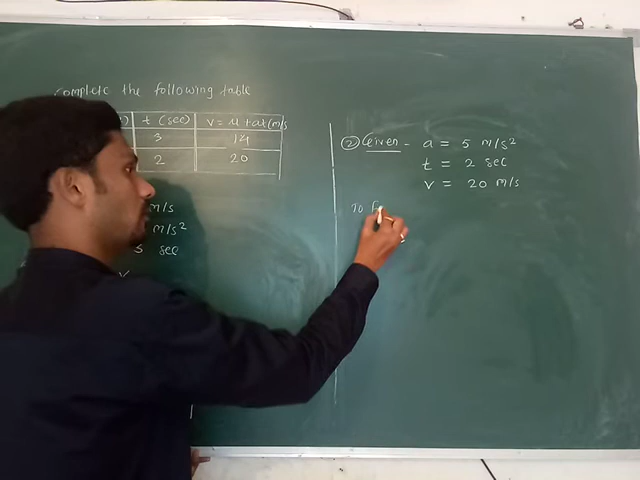 complete the following table
t (sec) v = u + at (m/s
3 14
2 20
m/s
m/s²
sec
v
② Given - a = 5 m/s²
t = 2 sec
v = 20 m/s
To f